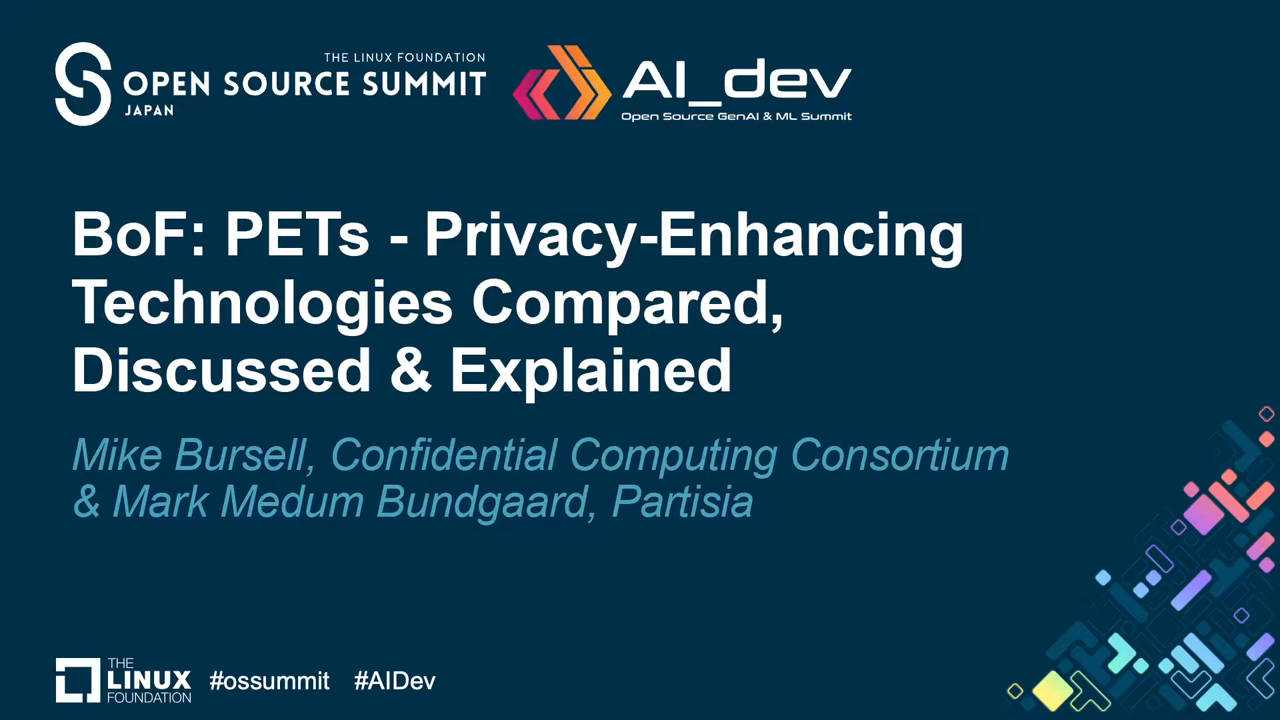 THE LINUX FOUNDATION
OPEN SOURCE SUMMIT
JAPAN
AI_dev
Open Source GenAI & ML Summit
BoF: PETs - Privacy-Enhancing
Technologies Compared,
Discussed & Explained
Mike Bursell, Confidential Computing Consortium
& Mark Medum Bundgaard, Partisia
THE
LINUX
FOUNDATION
#ossummit #AIDev